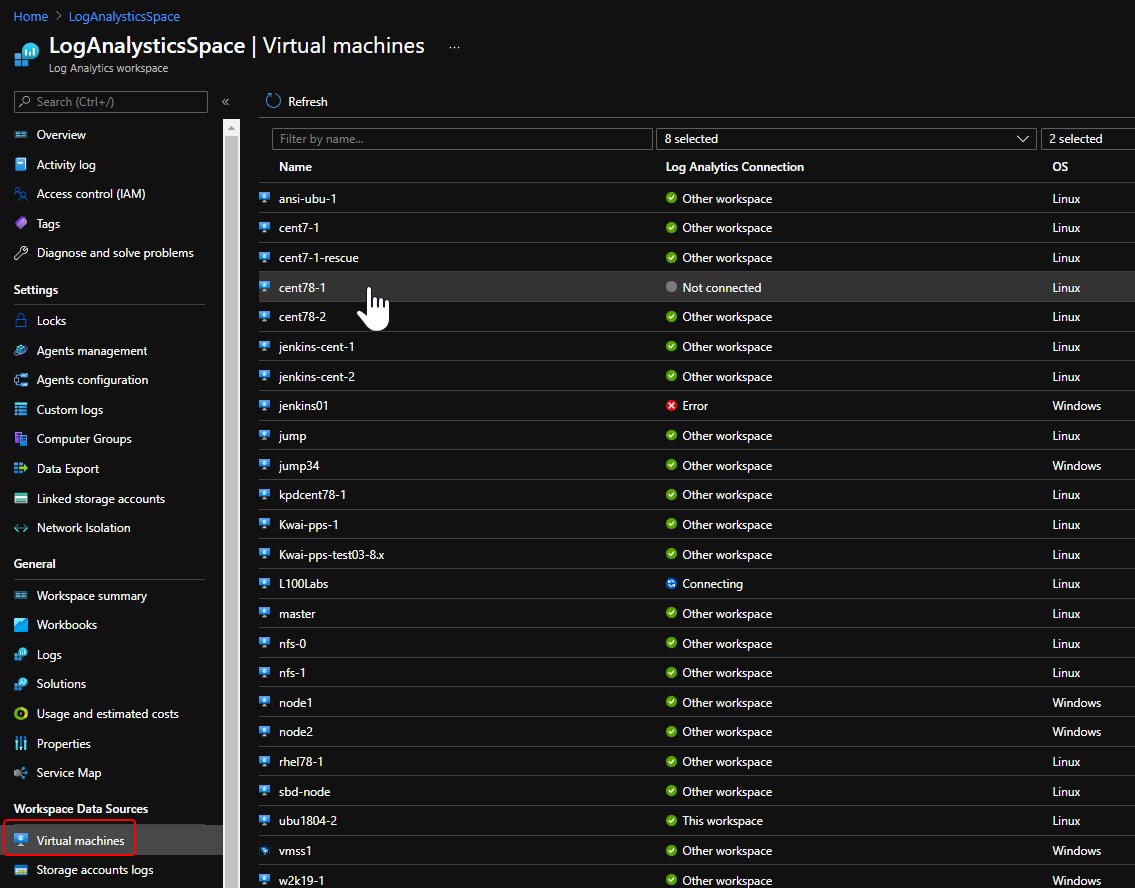 Home > LogAnalysticsSpace
LogAnalysticsSpace | Virtual machines ...
Log Analytics workspace
Search (Ctrl+/) «
Overview
Activity log
Access control (IAM)
Tags
Diagnose and solve problems
Settings
Locks
Agents management
Agents configuration
Custom logs
Computer Groups
Data Export
Linked storage accounts
Network Isolation
General
Workspace summary
Workbooks
Logs
Solutions
Usage and estimated costs
Properties
Service Map
Workspace Data Sources
Virtual machines
Storage accounts logs
Refresh
Filter by name... 8 selected 2 selected
Name Log Analytics Connection OS
ansi-ubu-1 Other workspace Linux
cent7-1 Other workspace Linux
cent7-1-rescue Other workspace Linux
cent78-1 Not connected Linux
cent78-2 Other workspace Linux
jenkins-cent-1 Other workspace Linux
jenkins-cent-2 Other workspace Linux
jenkins01 Error Windows
jump Other workspace Linux
jump34 Other workspace Windows
kpdcent78-1 Other workspace Linux
Kwai-pps-1 Other workspace Linux
Kwai-pps-test03-8.x Other workspace Linux
L100Labs Connecting Linux
master Other workspace Linux
nfs-0 Other workspace Linux
nfs-1 Other workspace Linux
node1 Other workspace Windows
node2 Other workspace Windows
rhel78-1 Other workspace Linux
sbd-node Other workspace Linux
ubu1804-2 This workspace Linux
vmss1 Other workspace Windows
w2k19-1 Other workspace Windows